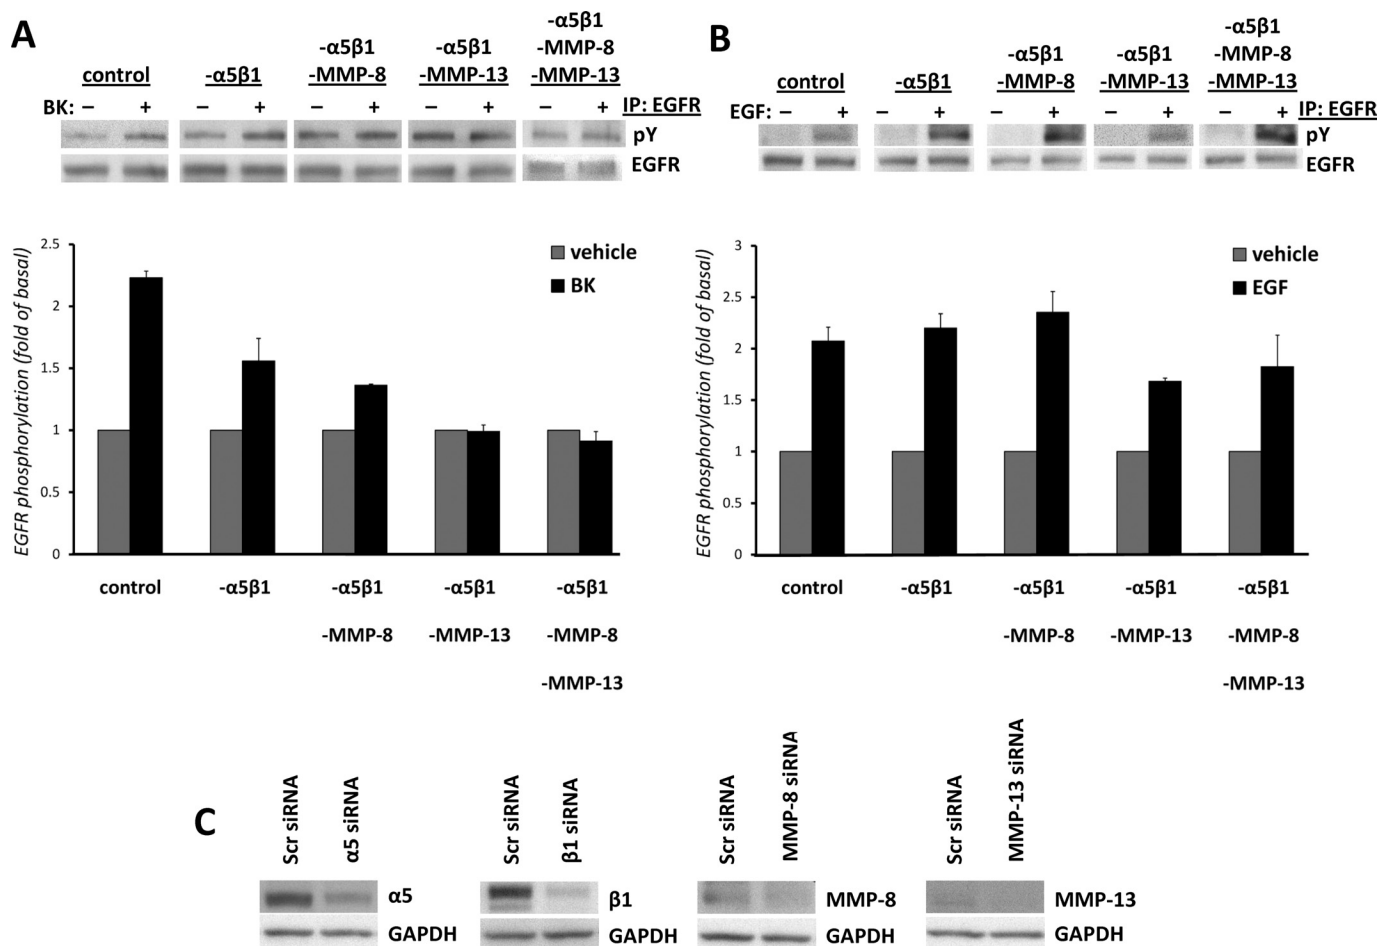 A
control
-α5β1
-α5β1
-MMP-8
-α5β1
-MMP-13
-α5β1
-MMP-8
-MMP-13
BK: – + – + – + – + – + IP: EGFR
pY
EGFR
EGFR phosphorylation (fold of basal)
2.5
2
1.5
1
0.5
0
vehicle
BK
control -α5β1 -α5β1 -α5β1 -α5β1
-MMP-8 -MMP-13 -MMP-8
-MMP-13
B
control
-α5β1
-α5β1
-MMP-8
-α5β1
-MMP-13
-α5β1
-MMP-8
-MMP-13
EGF: – + – + – + – + – + IP: EGFR
pY
EGFR
EGFR phosphorylation (fold of basal)
3
2.5
2
1.5
1
0.5
0
vehicle
EGF
control -α5β1 -α5β1 -α5β1 -α5β1
-MMP-8 -MMP-13 -MMP-8
-MMP-13
C
Scr siRNA
α5 siRNA
α5
GAPDH
Scr siRNA
β1 siRNA
β1
GAPDH
Scr siRNA
MMP-8 siRNA
MMP-8
GAPDH
Scr siRNA
MMP-13 siRNA
MMP-13
GAPDH